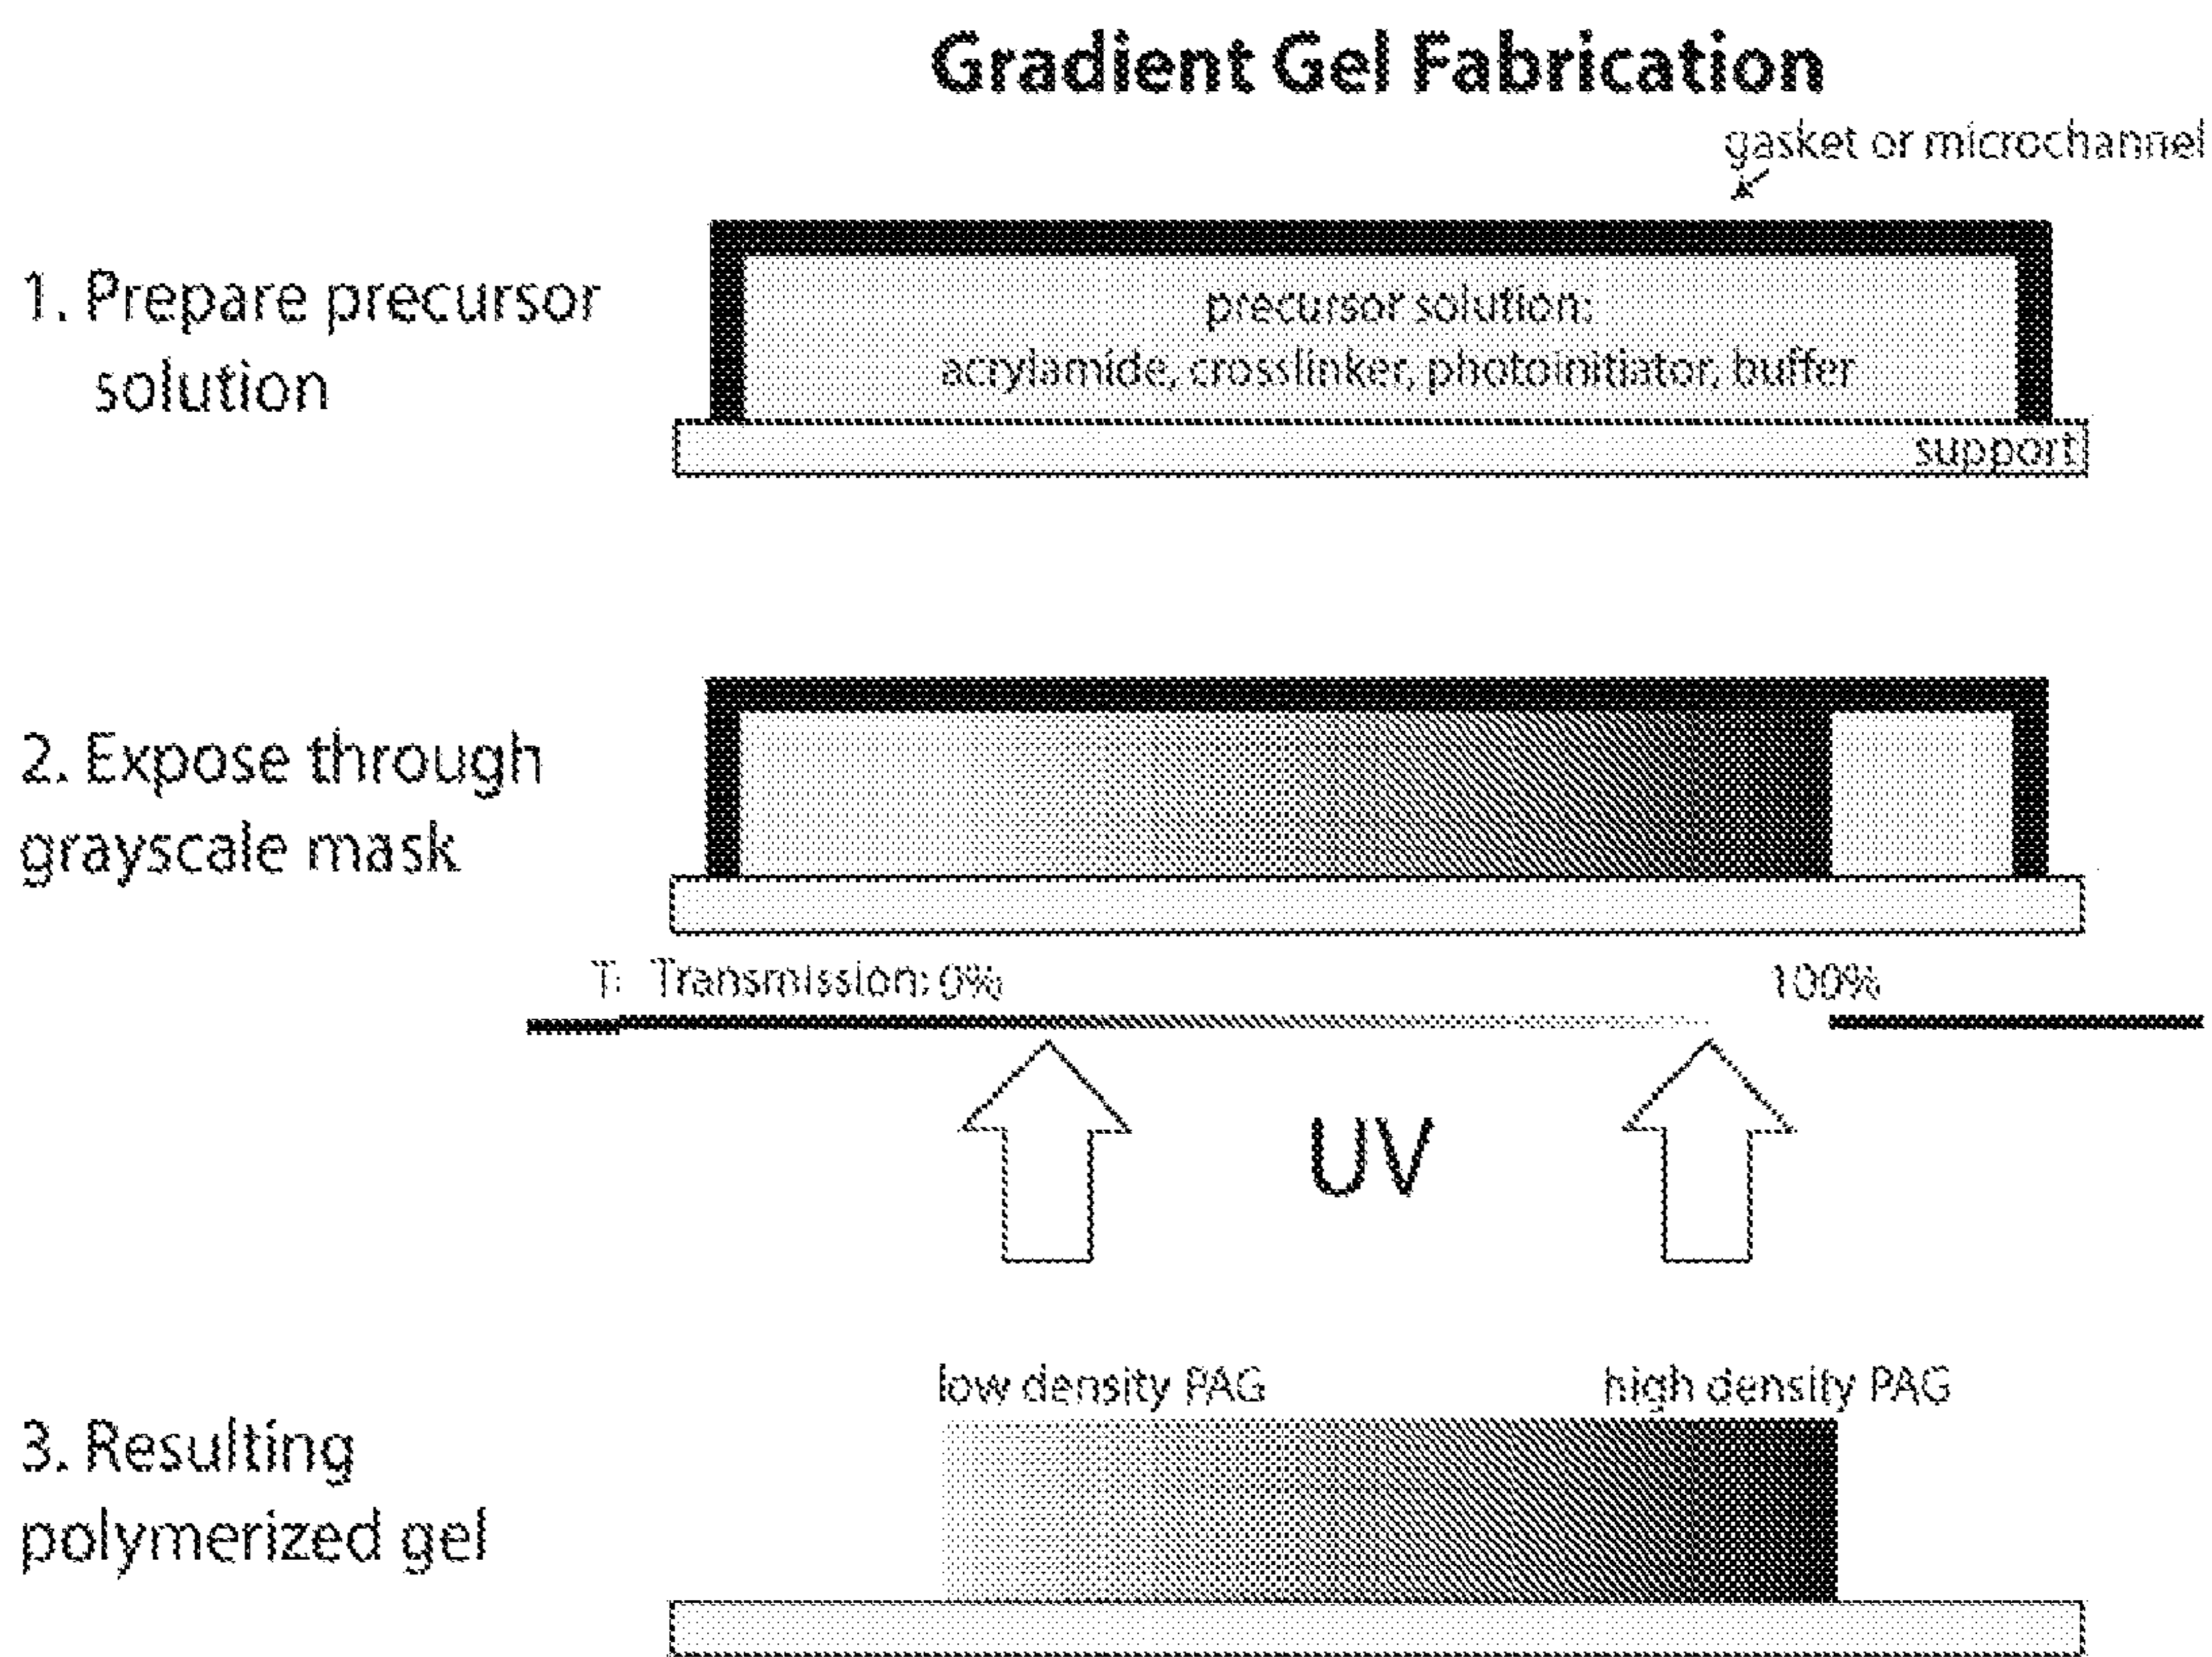 Gradient Gel Fabrication
gasket or microchannel
1. Prepare precursor
solution
precursor solution:
acrylamide, crosslinker, photoinitiator, buffer
support
2. Expose through
grayscale mask
T: Transmission: 0%
100%
UV
low density PAG
high density PAG
3. Resulting
polymerized gel